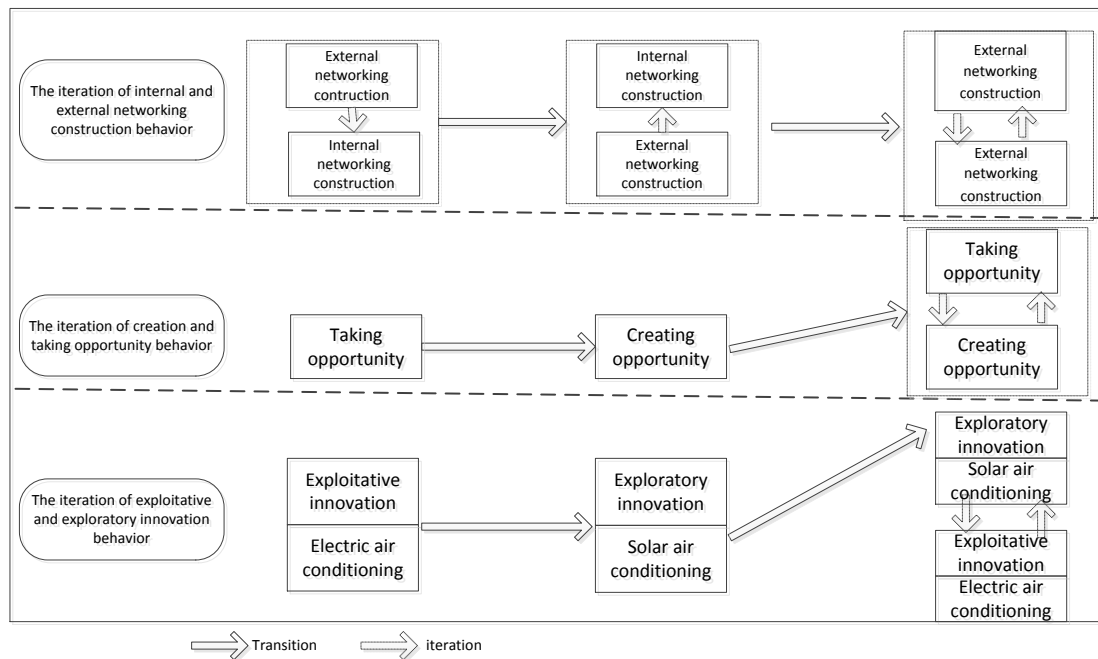 The iteration of internal and
external networking
construction behavior
External
networking
contruction
Internal
networking
construction
Internal
networking
construction
External
networking
construction
External
networking
construction
External
networking
construction
The iteration of creation and
taking opportunity behavior
Taking
opportunity
Creating
opportunity
Taking
opportunity
Creating
opportunity
The iteration of exploitative
and exploratory innovation
behavior
Exploitative
innovation
Electric air
conditioning
Exploratory
innovation
Solar air
conditioning
Exploratory
innovation
Solar air
conditioning
Exploitative
innovation
Electric air
conditioning
Transition
iteration